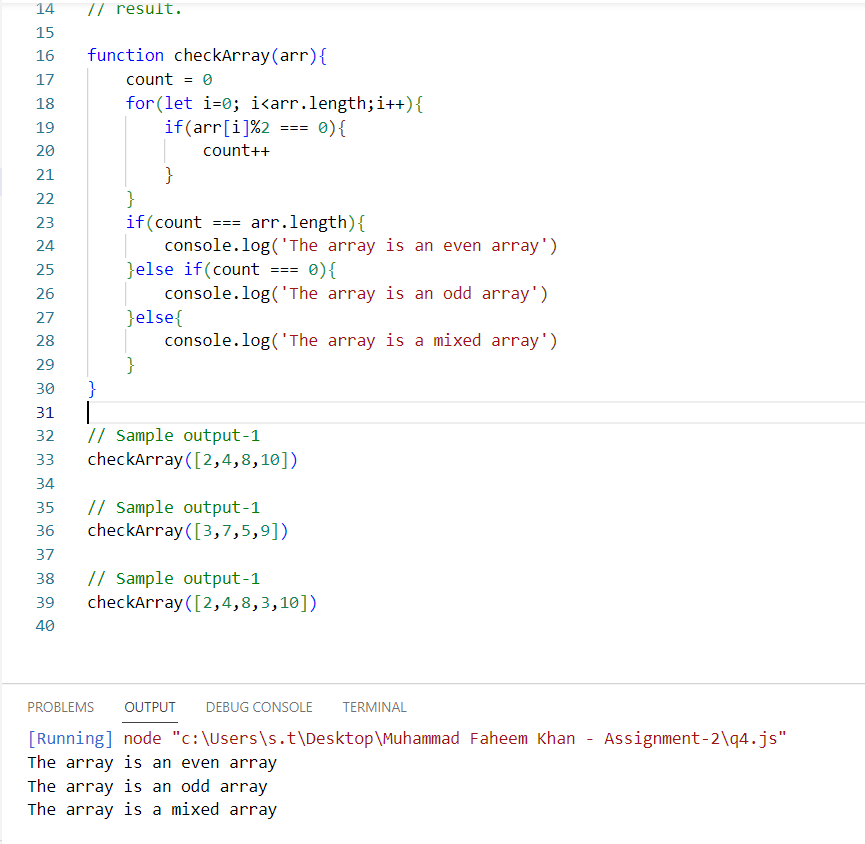 14 // result.
15
16 function checkArray(arr){
17     count = 0
18     for(let i=0; i<arr.length;i++){
19         if(arr[i]%2 === 0){
20             count++
21         }
22     }
23     if(count === arr.length){
24         console.log('The array is an even array')
25     }else if(count === 0){
26         console.log('The array is an odd array')
27     }else{
28         console.log('The array is a mixed array')
29     }
30 }
31
32 // Sample output-1
33 checkArray([2,4,8,10])
34
35 // Sample output-1
36 checkArray([3,7,5,9])
37
38 // Sample output-1
39 checkArray([2,4,8,3,10])
40
PROBLEMS OUTPUT DEBUG CONSOLE TERMINAL
[Running] node "c:\Users\s.t\Desktop\Muhammad Faheem Khan - Assignment-2\q4.js"
The array is an even array
The array is an odd array
The array is a mixed array